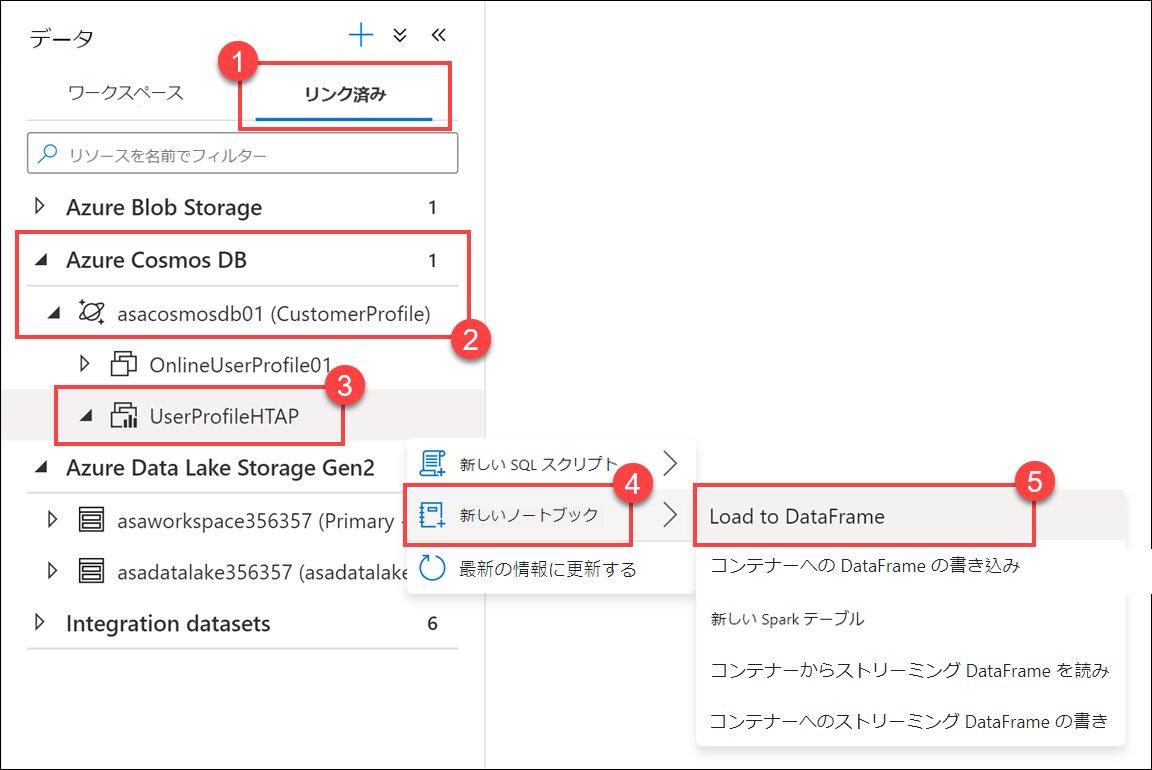 データ
1
ワークスペース
リンク済み
リソースを名前でフィルター
Azure Blob Storage 1
Azure Cosmos DB 1
asacosmosdb01 (CustomerProfile)
2
OnlineUserProfile01
3
UserProfileHTAP
Azure Data Lake Storage Gen2
新しい SQL スクリプト
4
5
asaworkspace356357 (Primary -
新しいノートブック
Load to DataFrame
asadatalake356357 (asadatalake
最新の情報に更新する
コンテナーへの DataFrame の書き込み
Integration datasets 6
新しい Spark テーブル
コンテナーからストリーミング DataFrame を読み
コンテナーへのストリーミング DataFrame の書き